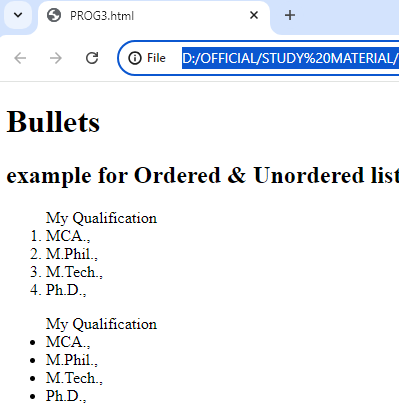 PROG3.html
File D:/OFFICIAL/STUDY%20MATERIAL/
Bullets
example for Ordered & Unordered list
My Qualification
1. MCA.,
2. M.Phil.,
3. M.Tech.,
4. Ph.D.,
My Qualification
• MCA.,
• M.Phil.,
• M.Tech.,
• Ph.D.,